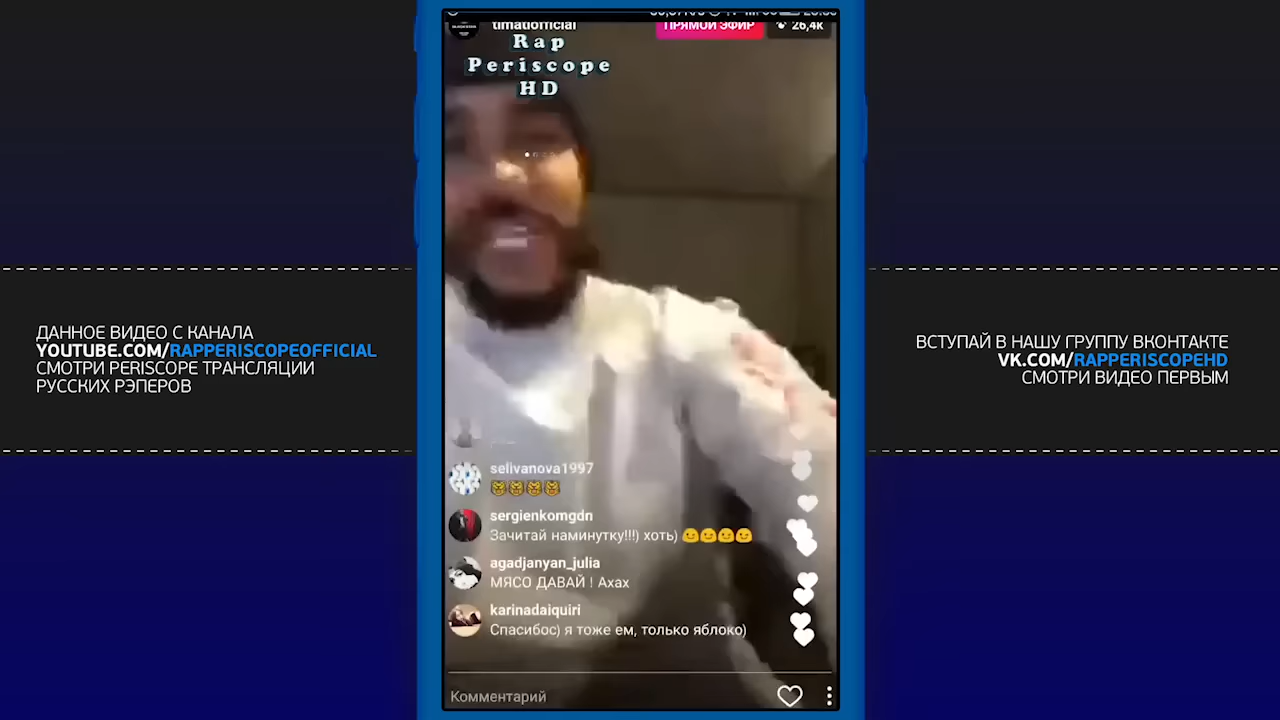 timatiofficial
ПРЯМОЙ ЭФИР
26,4k
Rap
Periscope
HD
ДАННОЕ ВИДЕО С КАНАЛА
YOUTUBE.COM/RAPPERISCOPEOFFICIAL
СМОТРИ PERISCOPE ТРАНСЛЯЦИИ
РУССКИХ РЭПЕРОВ
ВСТУПАЙ В НАШУ ГРУППУ ВКОНТАКТЕ
VK.COM/RAPPERISCOPEHD
СМОТРИ ВИДЕО ПЕРВЫМ
selivanova1997
sergienkomgdn
Зачитай наминутку!!!) хоть)
agadjanyan_julia
МЯСО ДАВАЙ ! Ахах
karinadaiquiri
Спасибос) я тоже ем, только яблоко)
Комментарий